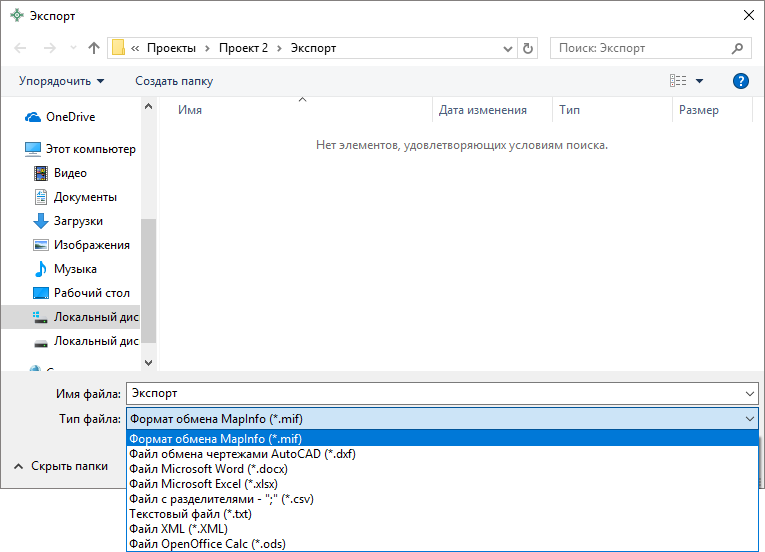 Экспорт
« Проекты › Проект 2 › Экспорт
Поиск: Экспорт
Упорядочить
Создать папку
?
Имя
Дата изменения
Тип
Размер
Нет элементов, удовлетворяющих условиям поиска.
OneDrive
Этот компьютер
Видео
Документы
Загрузки
Изображения
Музыка
Рабочий стол
Локальный дис
Локальный дис
Имя файла: Экспорт
Тип файла: Формат обмена MapInfo (*.mif)
Формат обмена MapInfo (*.mif)
Файл обмена чертежами AutoCAD (*.dxf)
Файл Microsoft Word (*.docx)
Файл Microsoft Excel (*.xlsx)
Файл с разделителями - ";" (*.csv)
Текстовый файл (*.txt)
Файл XML (*.XML)
Файл OpenOffice Calc (*.ods)
Скрыть папки